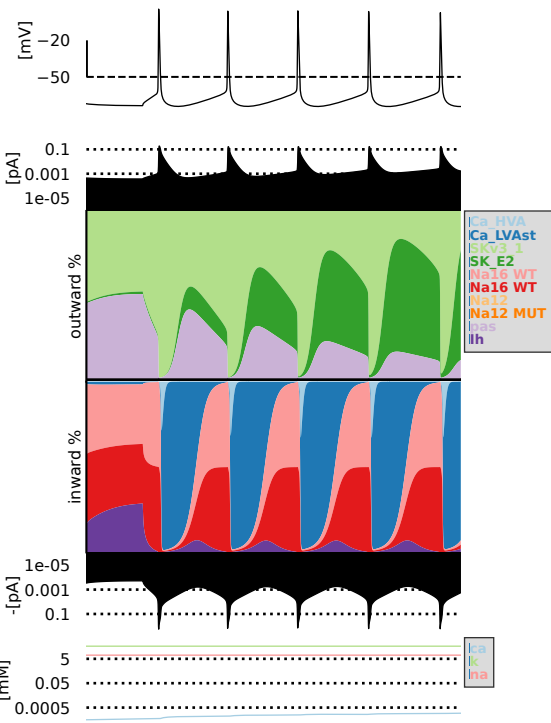 [mV]
−20
−50
[pA]
0.1
0.001
1e-05
outward %
Ca_HVA
Ca_LVAst
SKv3_1
SK_E2
Na16 WT
Na16 WT
Na12
Na12 MUT
pas
Ih
inward %
-[pA]
1e-05
0.001
0.1
[mM]
5
0.05
0.0005
ca
k
na